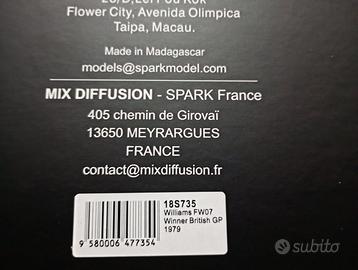 Flower City, Avenida Olimpica
Taipa, Macau.
Made in Madagascar
models@sparkmodel.com
MIX DIFFUSION - SPARK France
405 chemin de Girovaï
13650 MEYRARGUES
FRANCE
contact@mixdiffusion.fr
18S735
Williams FW07
Winner British GP
1979
9 580006 477354
subito